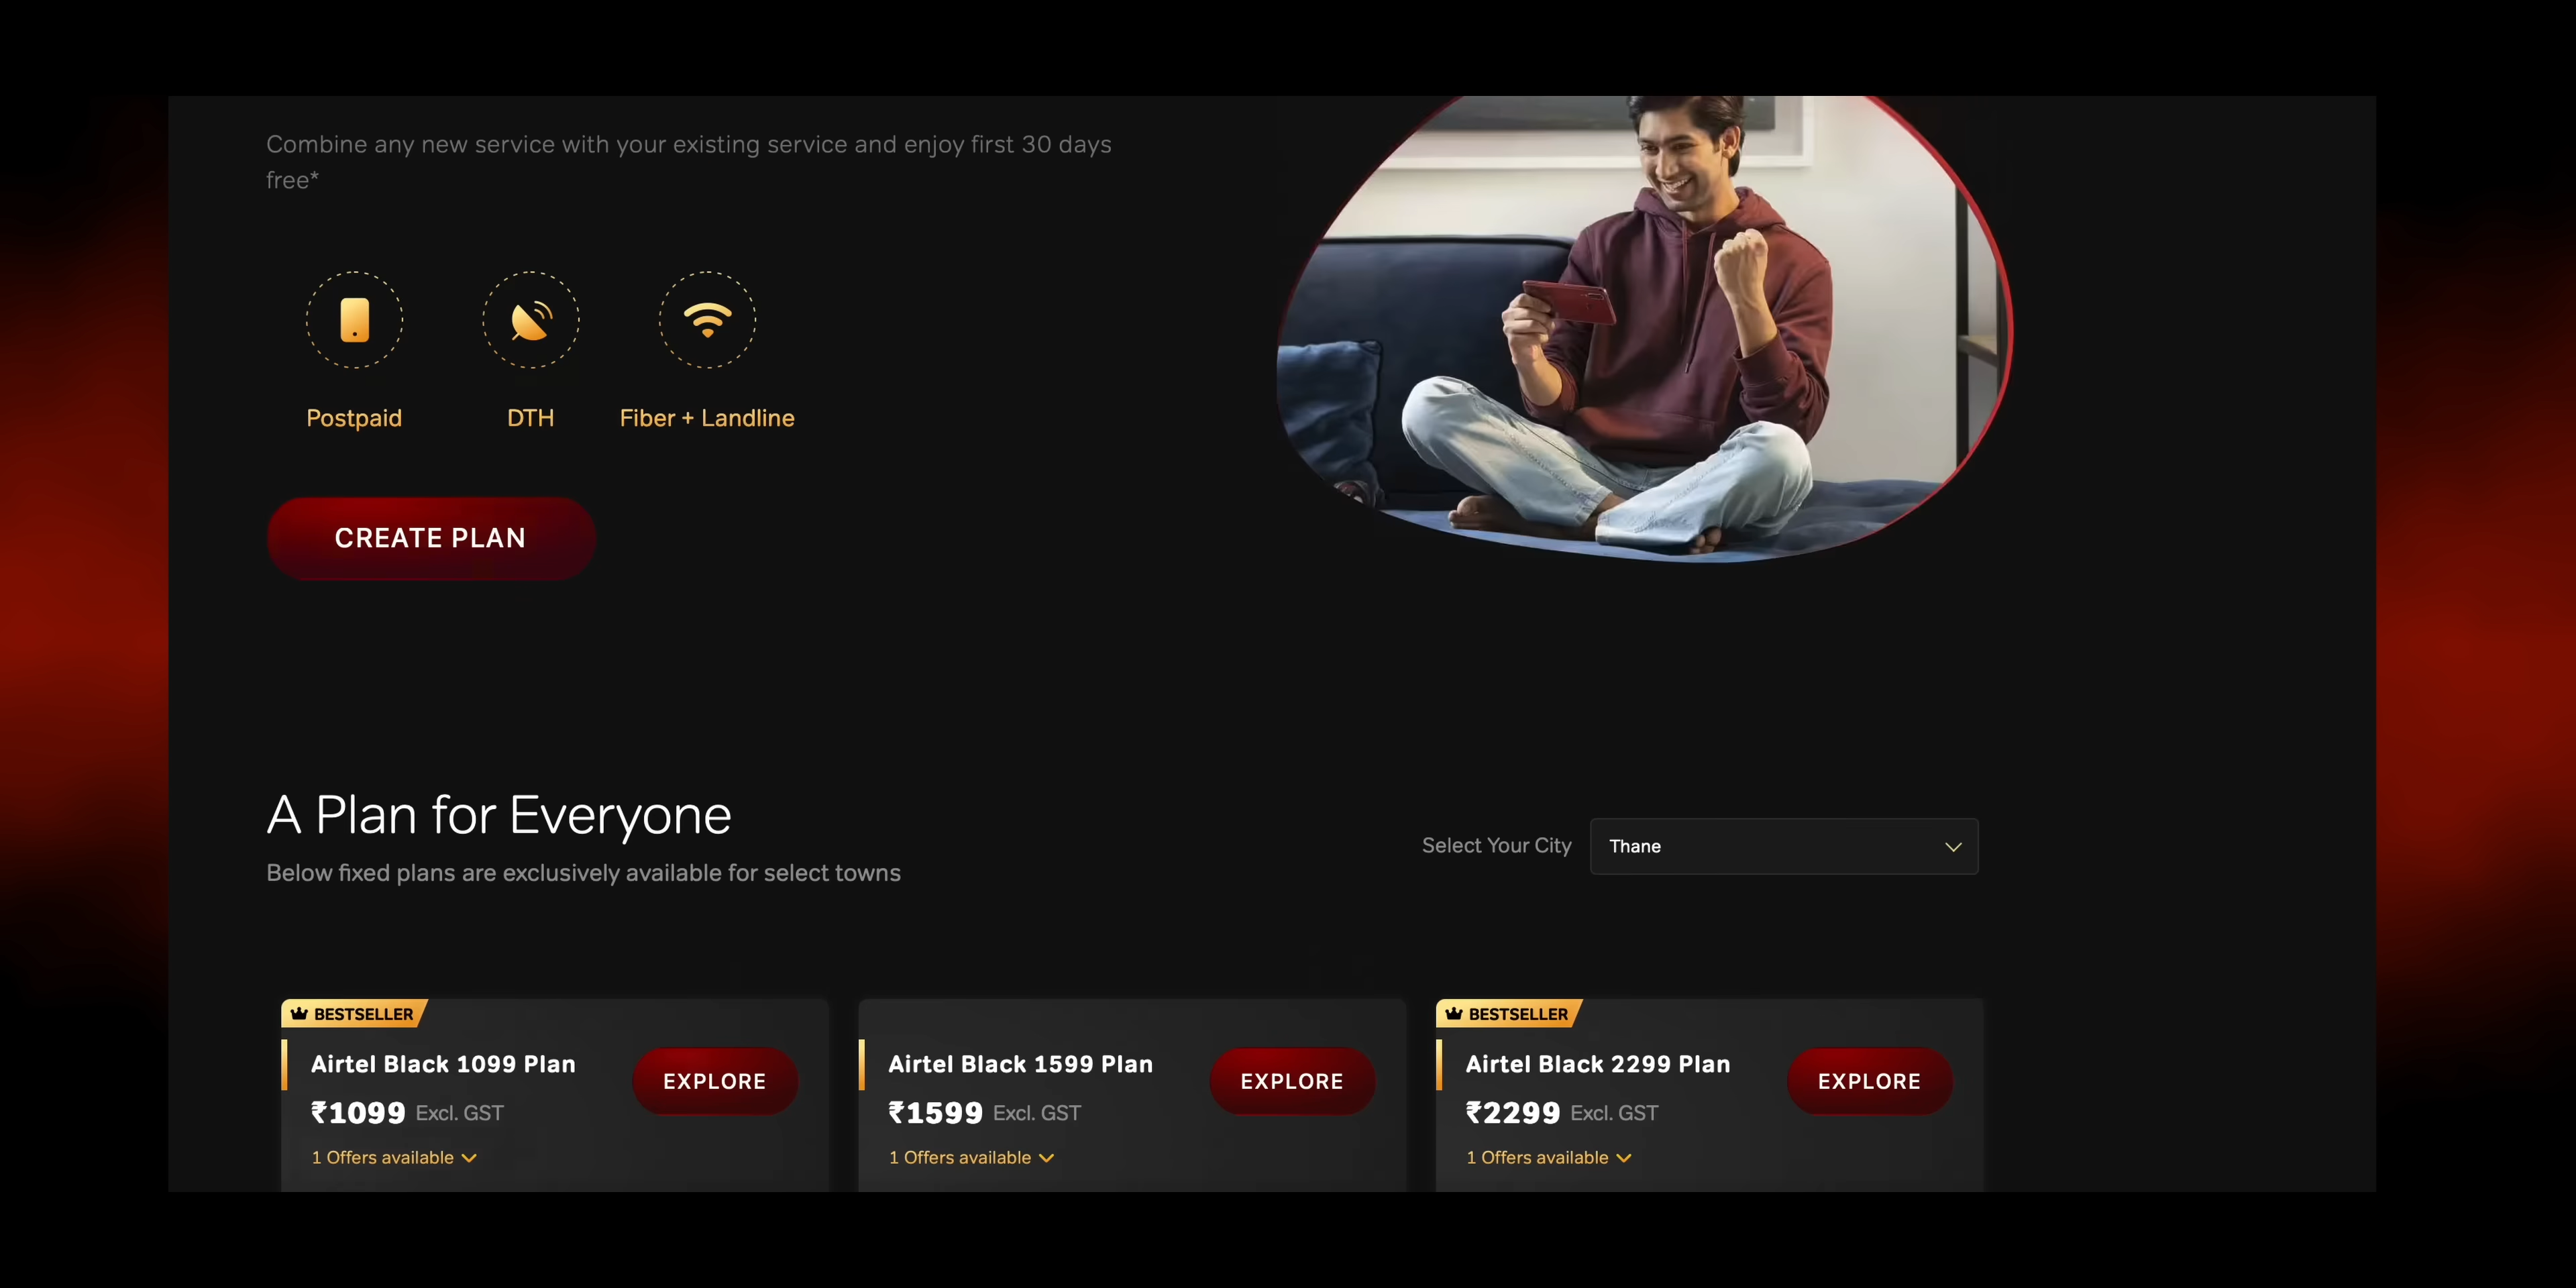 Combine any new service with your existing service and enjoy first 30 days
free*
Postpaid
DTH
Fiber + Landline
CREATE PLAN
A Plan for Everyone
Below fixed plans are exclusively available for select towns
Select Your City
Thane
BESTSELLER
Airtel Black 1099 Plan
₹1099 Excl. GST
EXPLORE
1 Offers available
Airtel Black 1599 Plan
₹1599 Excl. GST
EXPLORE
1 Offers available
BESTSELLER
Airtel Black 2299 Plan
₹2299 Excl. GST
EXPLORE
1 Offers available